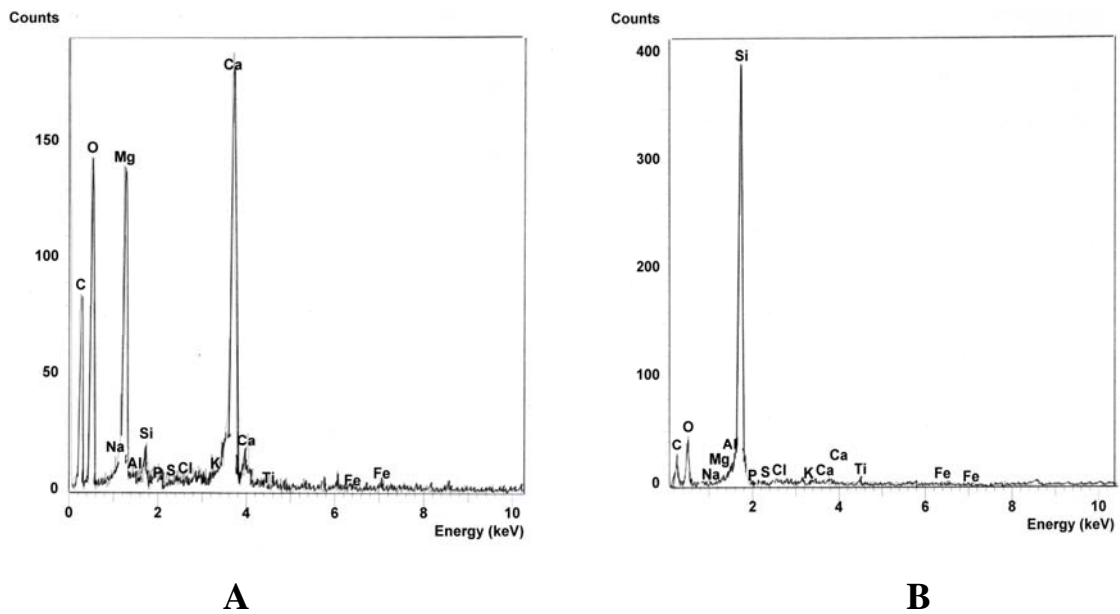 Counts
150
100
50
0
C
O
Na
Mg
Al
Si
P
S
Cl
K
Ca
Ca
Ti
Fe
Fe
0
2
4
6
8
10
Energy (keV)
A
Counts
400
300
200
100
0
C
O
Na
Mg
Al
Si
P
S
Cl
K
Ca
Ca
Ti
Fe
Fe
2
4
6
8
10
Energy (keV)
B